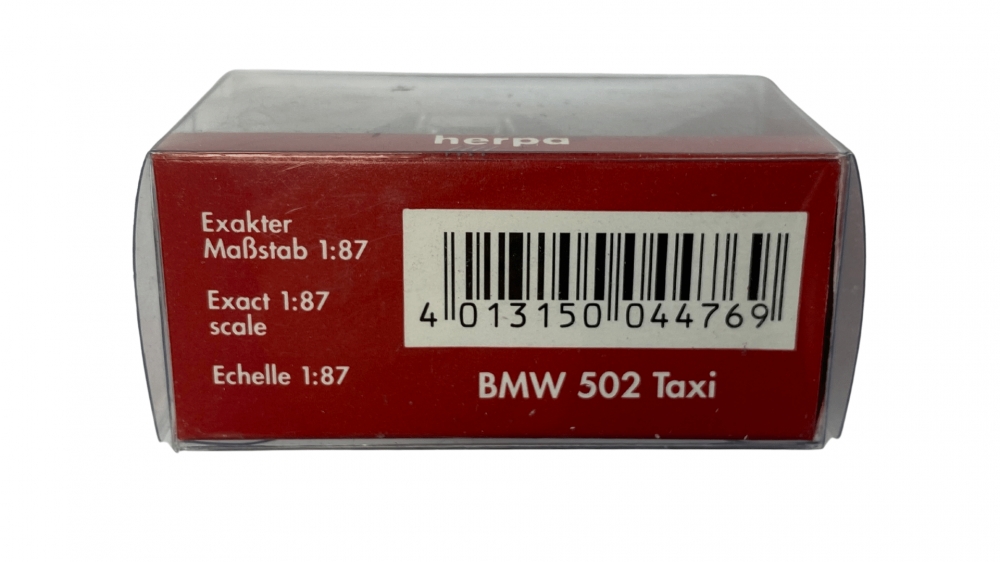 herpa
Exakter
Maßstab 1:87
Exact 1:87
scale
Echelle 1:87
4 013150 044769
BMW 502 Taxi